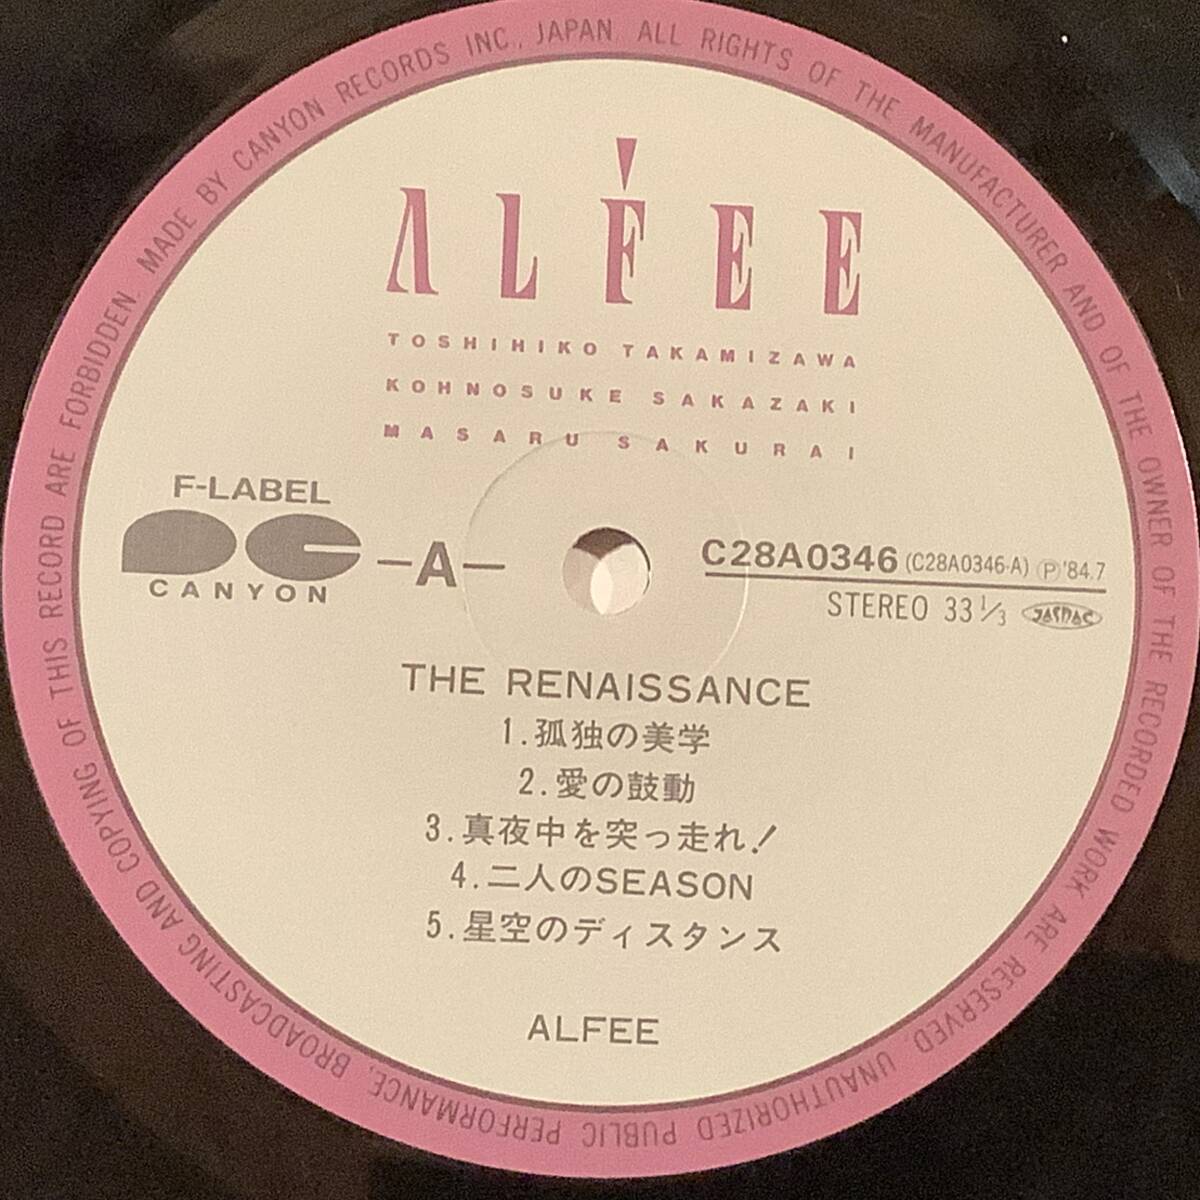 MADE BY CANYON RECORDS INC., JAPAN. ALL RIGHTS OF THE MANUFACTURER AND OF THE OWNER OF THE RECORDED WORK ARE RESERVED. UNAUTHORIZED PUBLIC PERFORMANCE, BROADCASTING AND COPYING OF THIS RECORD ARE FORBIDDEN.
ALFEE
TOSHIHIKO TAKAMIZAWA
KOHNOSUKE SAKAZAKI
MASARU SAKURAI
F-LABEL
PC
CANYON
—A—
C28A0346 (C28A0346-A) Ⓟ'84.7
STEREO 33 1/3 JASRAC
THE RENAISSANCE
1.孤独の美学
2.愛の鼓動
3.真夜中を突っ走れ!
4.二人のSEASON
5.星空のディスタンス
ALFEE